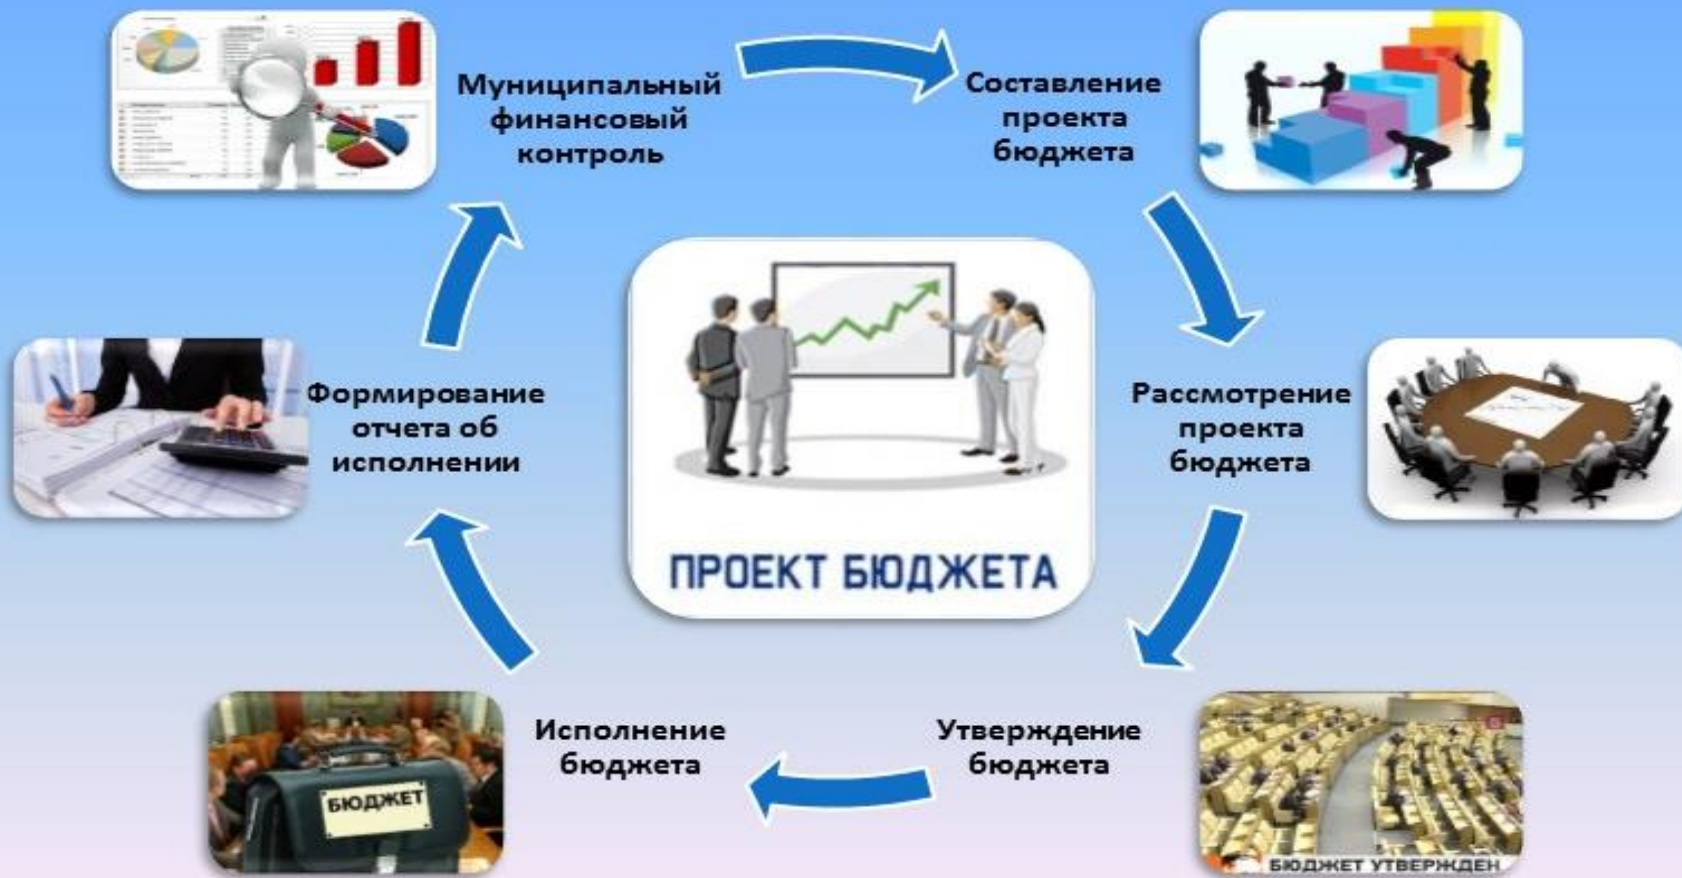 Муниципальный
финансовый
контроль
Составление
проекта
бюджета
Рассмотрение
проекта
бюджета
Утверждение
бюджета
БЮДЖЕТ УТВЕРЖДЕН
Исполнение
бюджета
БЮДЖЕТ
Формирование
отчета об
исполнении
ПРОЕКТ БЮДЖЕТА